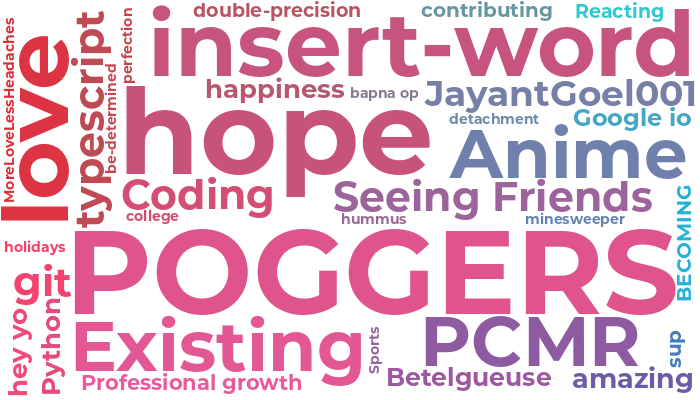 double-precision
contributing
Reacting
insert-word
MoreLoveLessHeadaches
love
typescript
perfection
be-determined
happiness
bapna op
JayantGoel001
hope
detachment
Google io
Anime
Coding
Seeing Friends
college
hummus
minesweeper
BECOMING
holidays
POGGERS
git
hey yo
Python
Existing
Sports
PCMR
sup
Professional growth
Betelgueuse
amazing